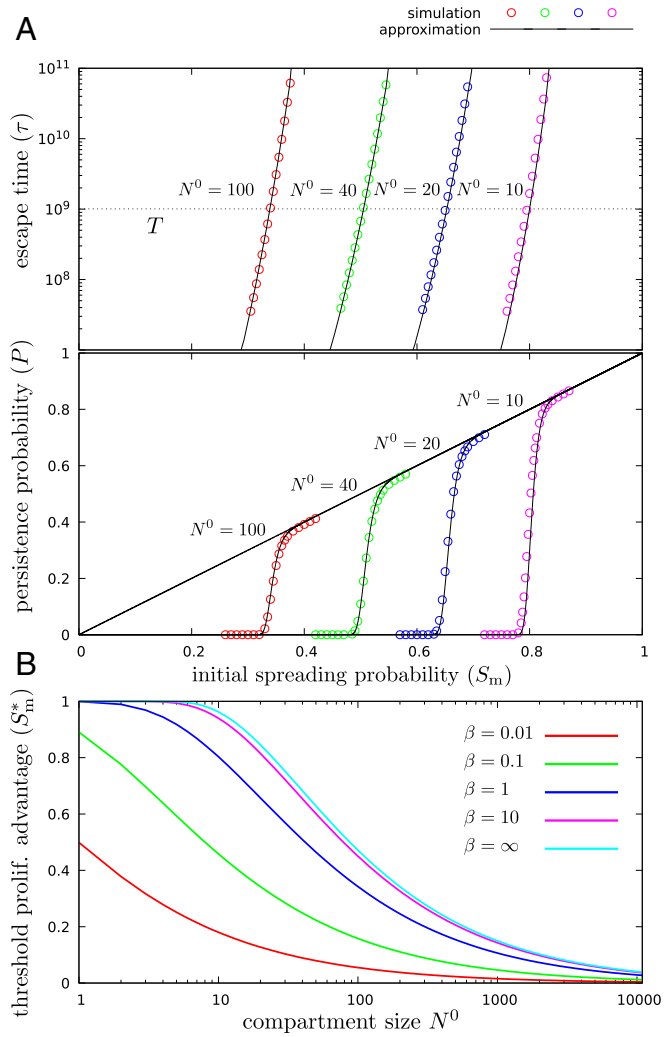 A
simulation
approximation
escape time (τ)
10¹¹
10¹⁰
10⁹
10⁸
N⁰ = 100
N⁰ = 40
N⁰ = 20
N⁰ = 10
T
persistence probability (P)
1
0.8
0.6
0.4
0.2
0
N⁰ = 10
N⁰ = 20
N⁰ = 40
N⁰ = 100
0 0.2 0.4 0.6 0.8 1
initial spreading probability (Sₘ)
B
threshold prolif. advantage (S*ₘ)
1
0.8
0.6
0.4
0.2
0
β = 0.01
β = 0.1
β = 1
β = 10
β = ∞
1 10 100 1000 10000
compartment size N⁰